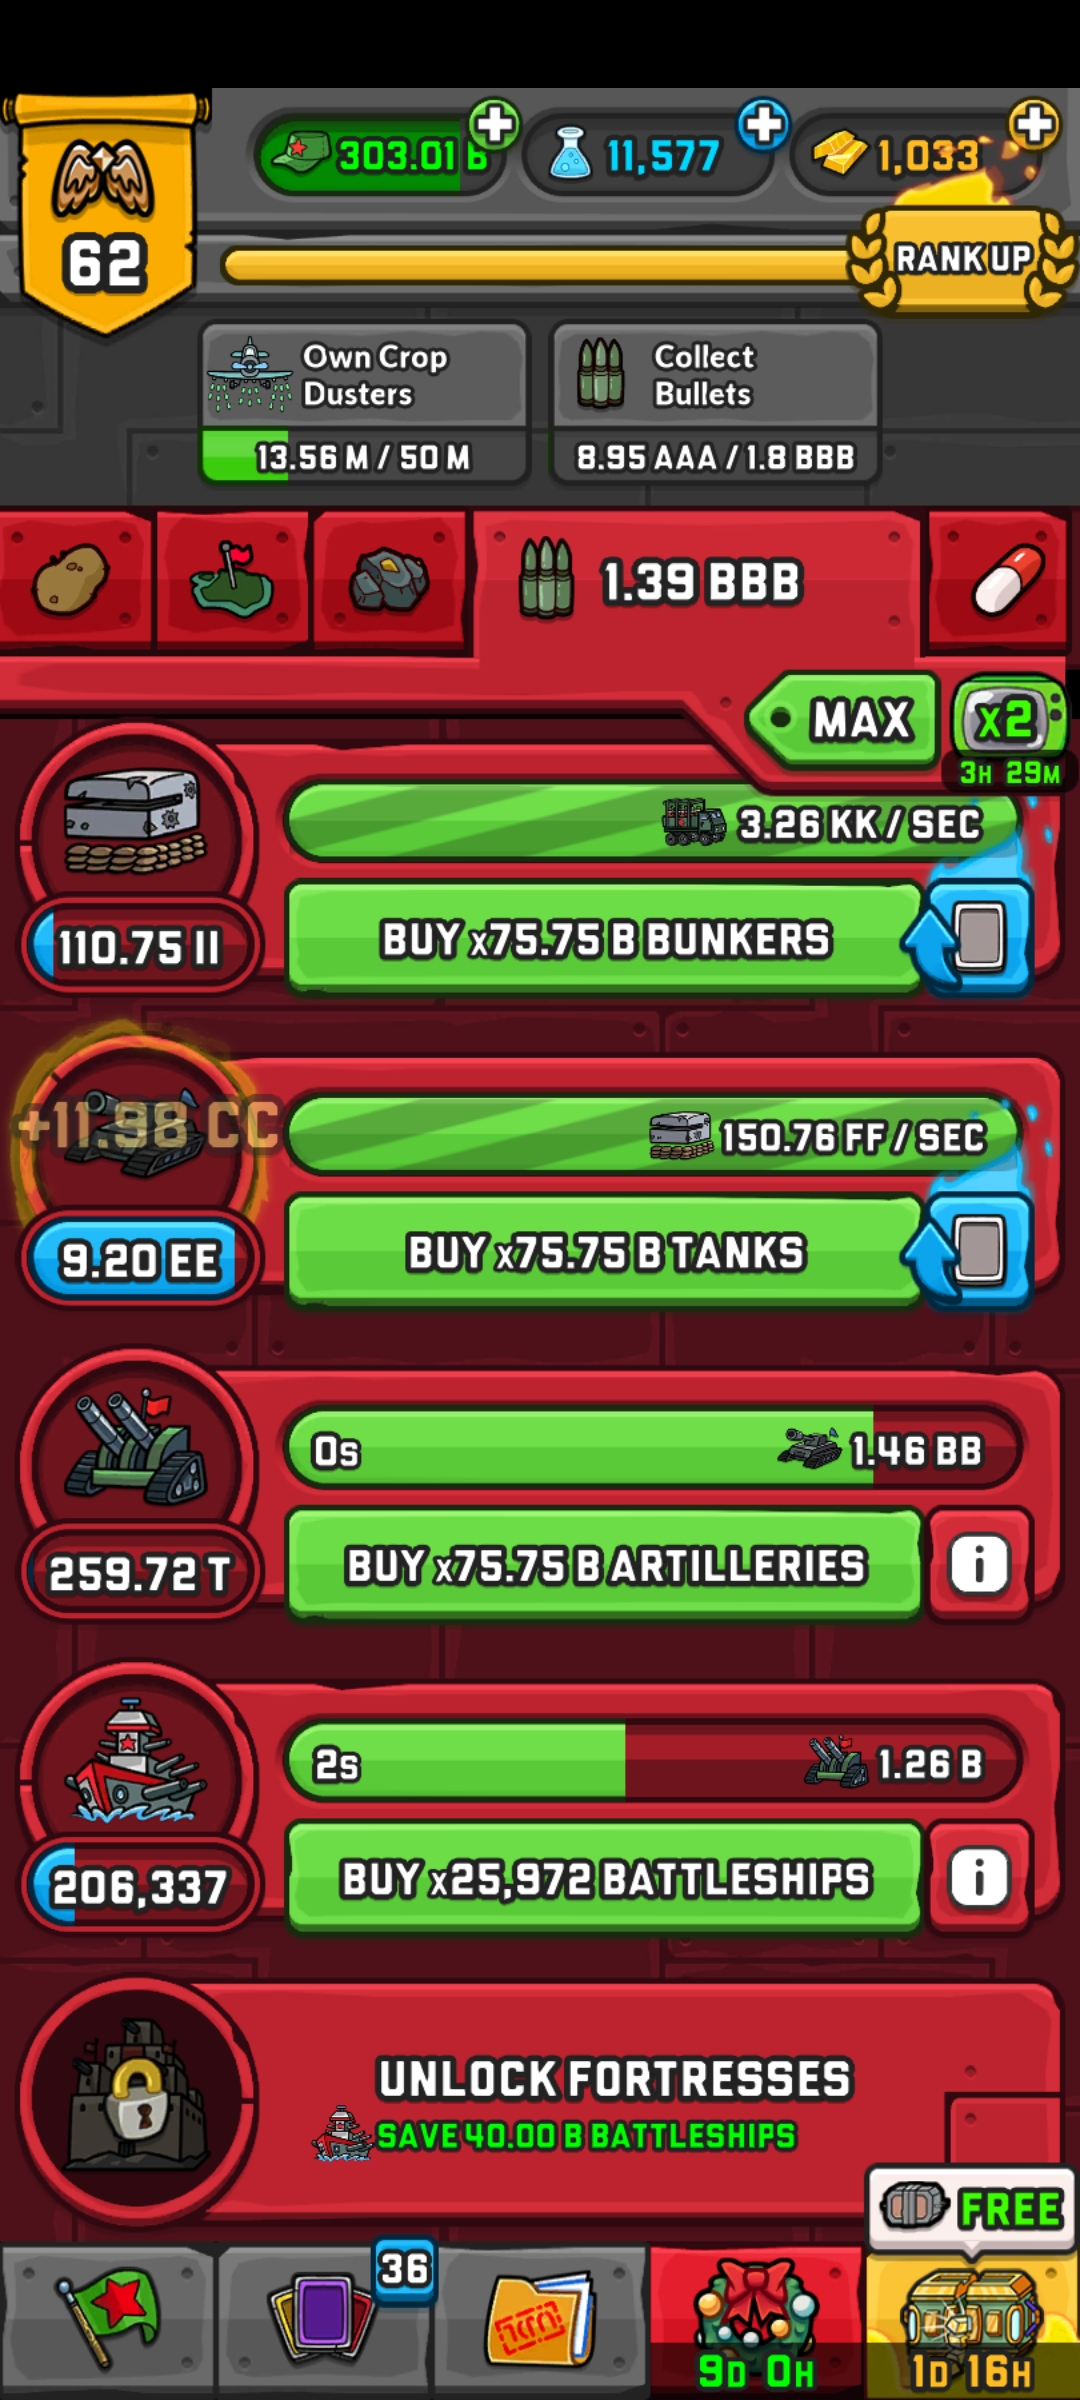 303.01 B
11,577
1,033
62
RANK UP
Own Crop
Dusters
13.56 M / 50 M
Collect
Bullets
8.95 AAA / 1.8 BBB
1.39 BBB
MAX
x2
3H 29M
3.26 KK / SEC
110.75 II
BUY x75.75 B BUNKERS
+11.98 CC
150.76 FF / SEC
9.20 EE
BUY x75.75 B TANKS
0s
1.46 BB
259.72 T
BUY x75.75 B ARTILLERIES
i
2s
1.26 B
206,337
BUY x25,972 BATTLESHIPS
i
UNLOCK FORTRESSES
SAVE 40.00 B BATTLESHIPS
FREE
36
9D 0H
1D 16H